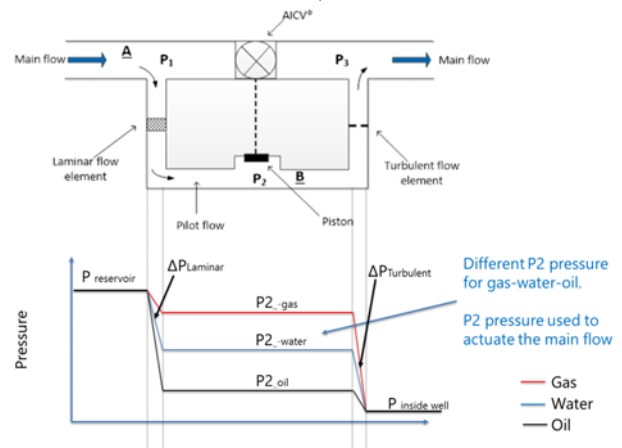 AICV®
Main flow
A
P1
P3
Main flow
Laminar flow
element
Turbulent flow
element
P2
B
Pilot flow
Piston
Pressure
P reservoir
ΔPLaminar
P2_-gas
ΔPTurbulent
P2_-water
P2_oil
P inside well
Different P2 pressure
for gas-water-oil.
P2 pressure used to
actuate the main flow
Gas
Water
Oil